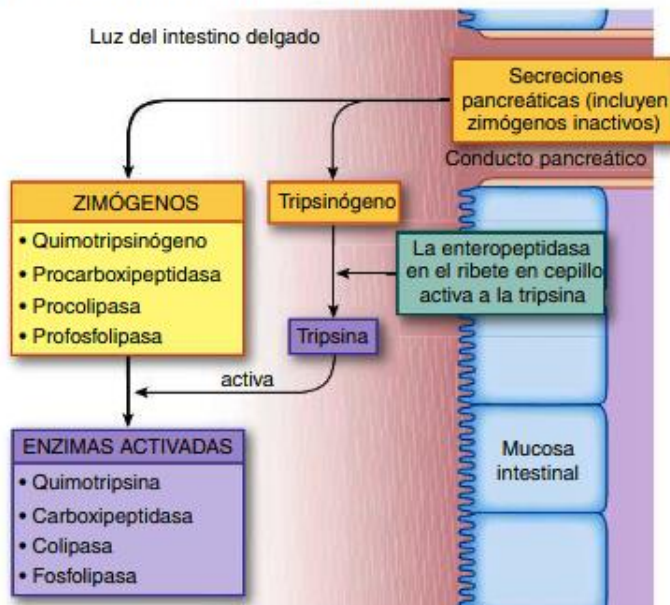 Luz del intestino delgado
Secreciones
pancreáticas (incluyen
zimógenos inactivos)
Conducto pancreático
ZIMÓGENOS
• Quimotripsinógeno
• Procarboxipeptidasa
• Procolipasa
• Profosfolipasa
Tripsinógeno
La enteropeptidasa
en el ribete en cepillo
activa a la tripsina
Tripsina
activa
ENZIMAS ACTIVADAS
• Quimotripsina
• Carboxipeptidasa
• Colipasa
• Fosfolipasa
Mucosa
intestinal